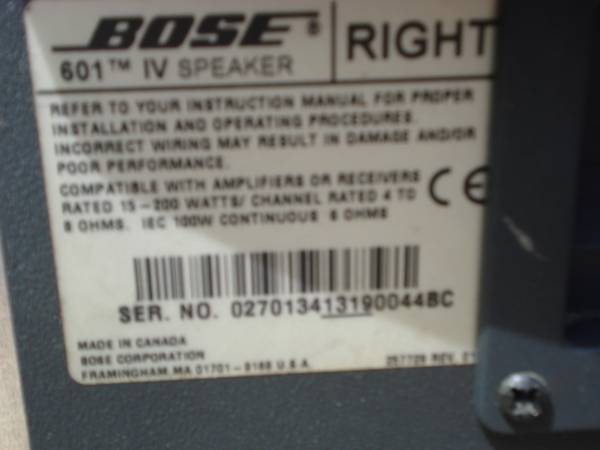 BOSE®
RIGHT
601™ IV SPEAKER
REFER TO YOUR INSTRUCTION MANUAL FOR PROPER
INSTALLATION AND OPERATING PROCEDURES.
INCORRECT WIRING MAY RESULT IN DAMAGE AND/OR
POOR PERFORMANCE.
COMPATIBLE WITH AMPLIFIERS OR RECEIVERS
RATED 15-200 WATTS/ CHANNEL RATED 4 TO
8 OHMS. IEC 100W CONTINUOUS 6 OHMS
CE
SER. NO. 027013413190044BC
MADE IN CANADA
BOSE CORPORATION
FRAMINGHAM, MA 01701-9168 U.S.A.
REV.